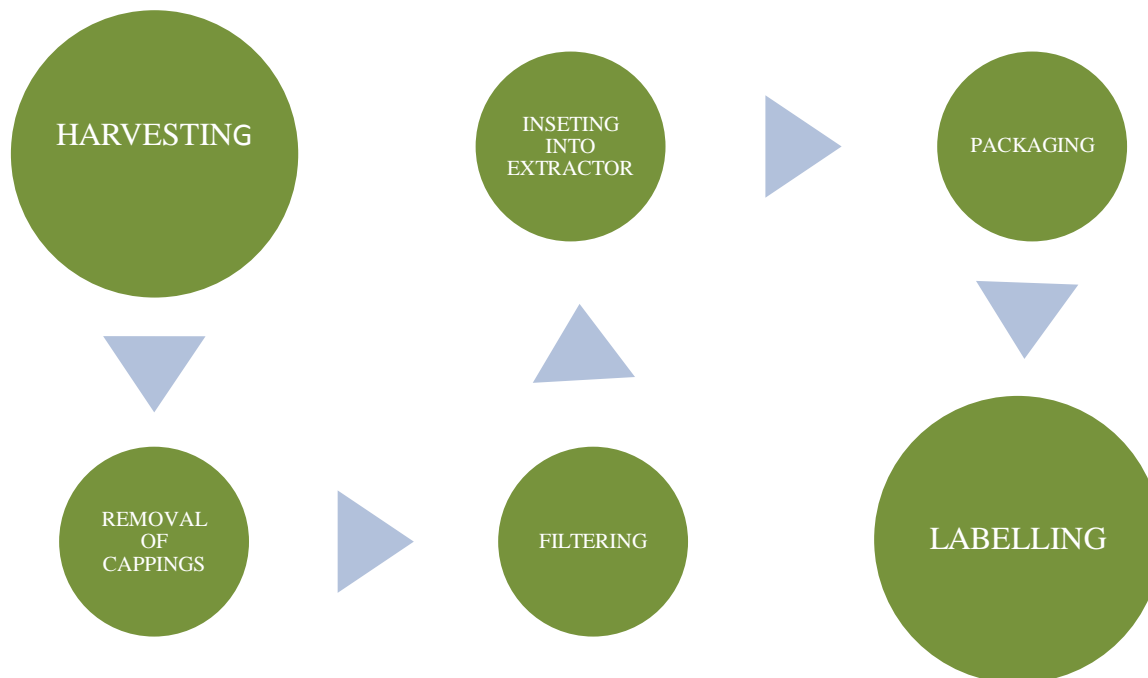 HARVESTING
REMOVAL
OF
CAPPINGS
FILTERING
INSETING
INTO
EXTRACTOR
PACKAGING
LABELLING